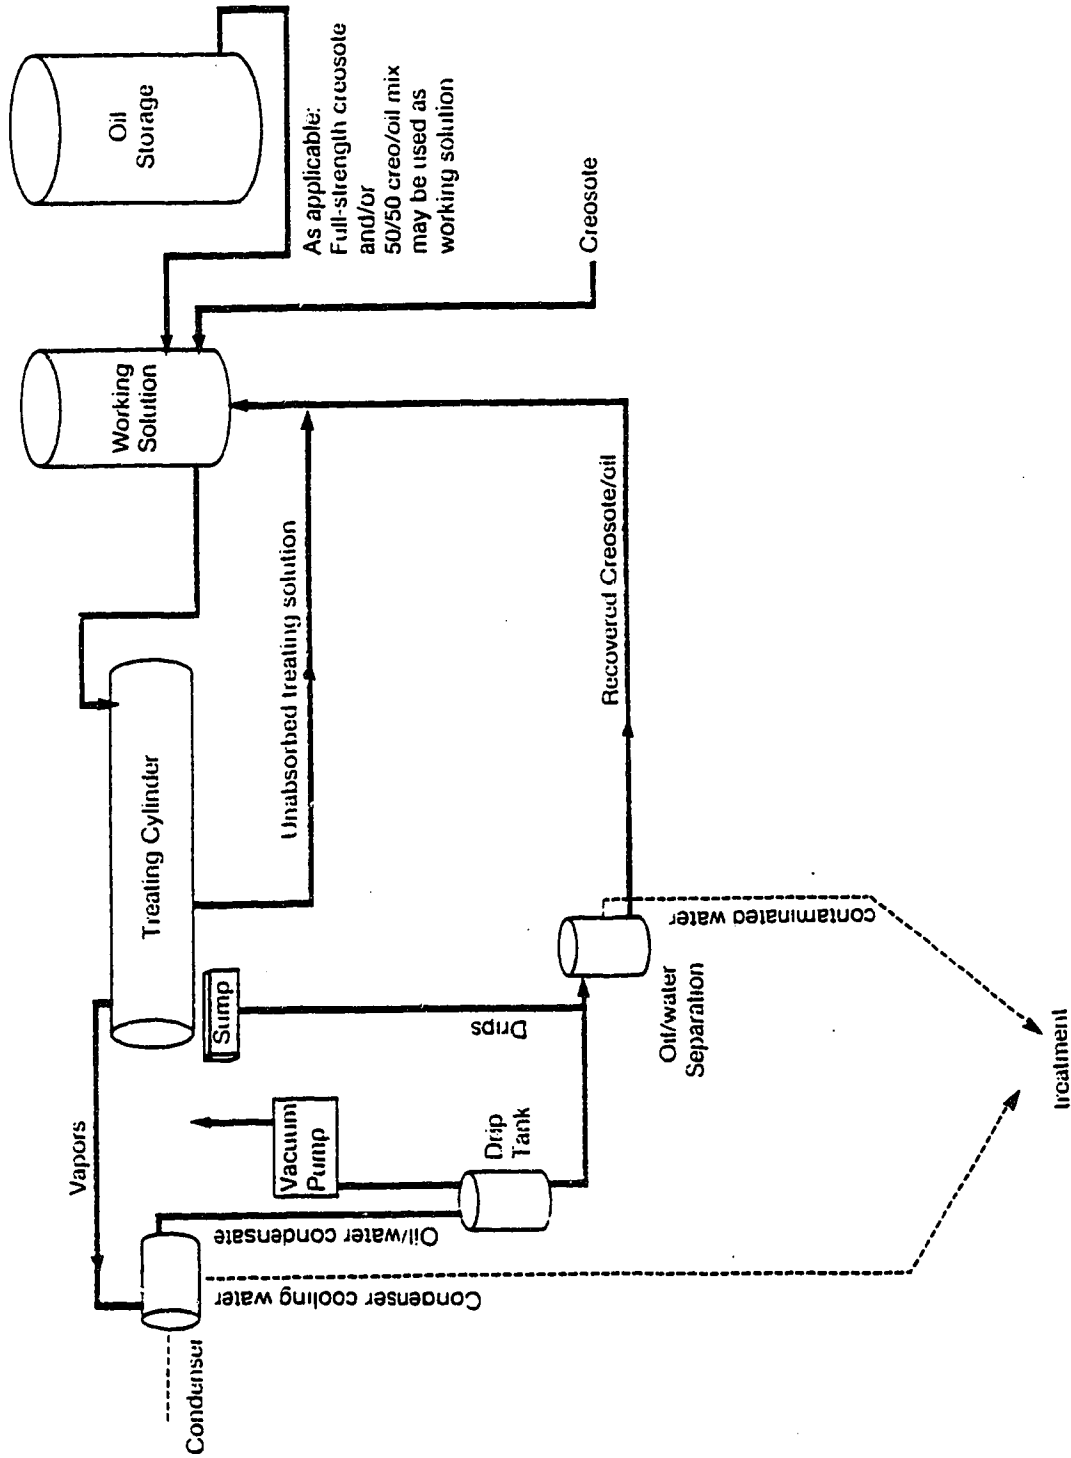 Oil
Storage
As applicable:
Full-strength creosote
and/or
50/50 creo/oil mix
may be used as
working solution
Creosote
Working
Solution
Unabsorbed treating solution
Recovered Creosote/oil
Treating Cylinder
Vapors
Sump
Drips
Vacuum
Pump
Drip
Tank
Oil/water
Separation
contaminated water
Oil/water condensate
Condenser cooling water
Condenser
treatment